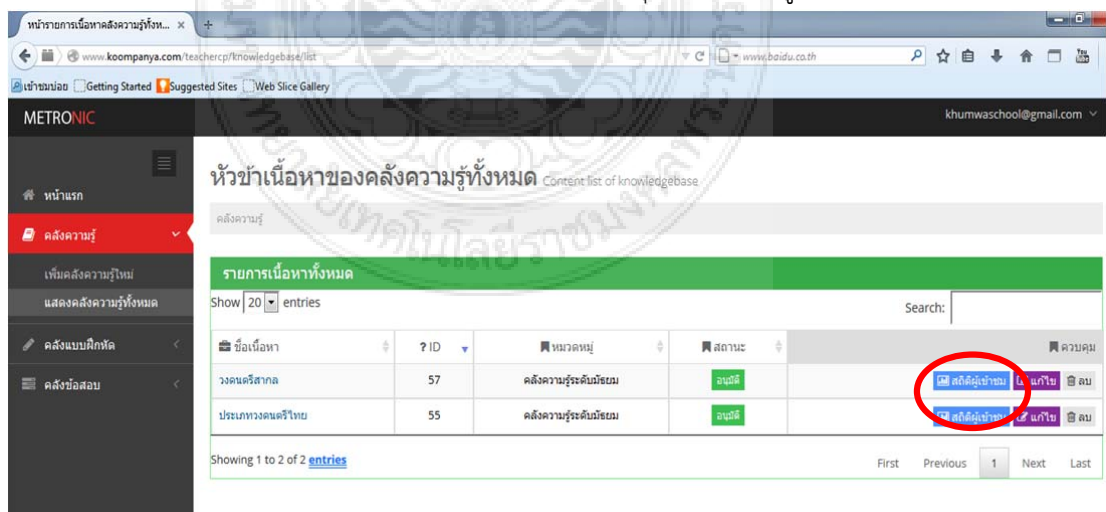 หน้ารายการเนื้อหาคลังความรู้ทั้งห... × +
www.koompanya.com/teachercp/knowledgebase/list www.baidu.co.th
เข้าชมบ่อย Getting Started Suggested Sites Web Slice Gallery
METRONIC khumwaschool@gmail.com
หัวข้าเนื้อหาของคลังความรู้ทั้งหมด Content list of knowledgebase
หน้าแรก
คลังความรู้
คลังความรู้
เพิ่มคลังความรู้ใหม่
แสดงคลังความรู้ทั้งหมด
คลังแบบฝึกหัด
คลังข้อสอบ
รายการเนื้อหาทั้งหมด
Show 20 entries Search:
ชื่อเนื้อหา ? ID หมวดหมู่ สถานะ ควบคุม
วงดนตรีสากล 57 คลังความรู้ระดับมัธยม อนุมัติ สถิติผู้เข้าชม แก้ไข ลบ
ประเภทวงดนตรีไทย 55 คลังความรู้ระดับมัธยม อนุมัติ สถิติผู้เข้าชม แก้ไข ลบ
Showing 1 to 2 of 2 entries First Previous 1 Next Last